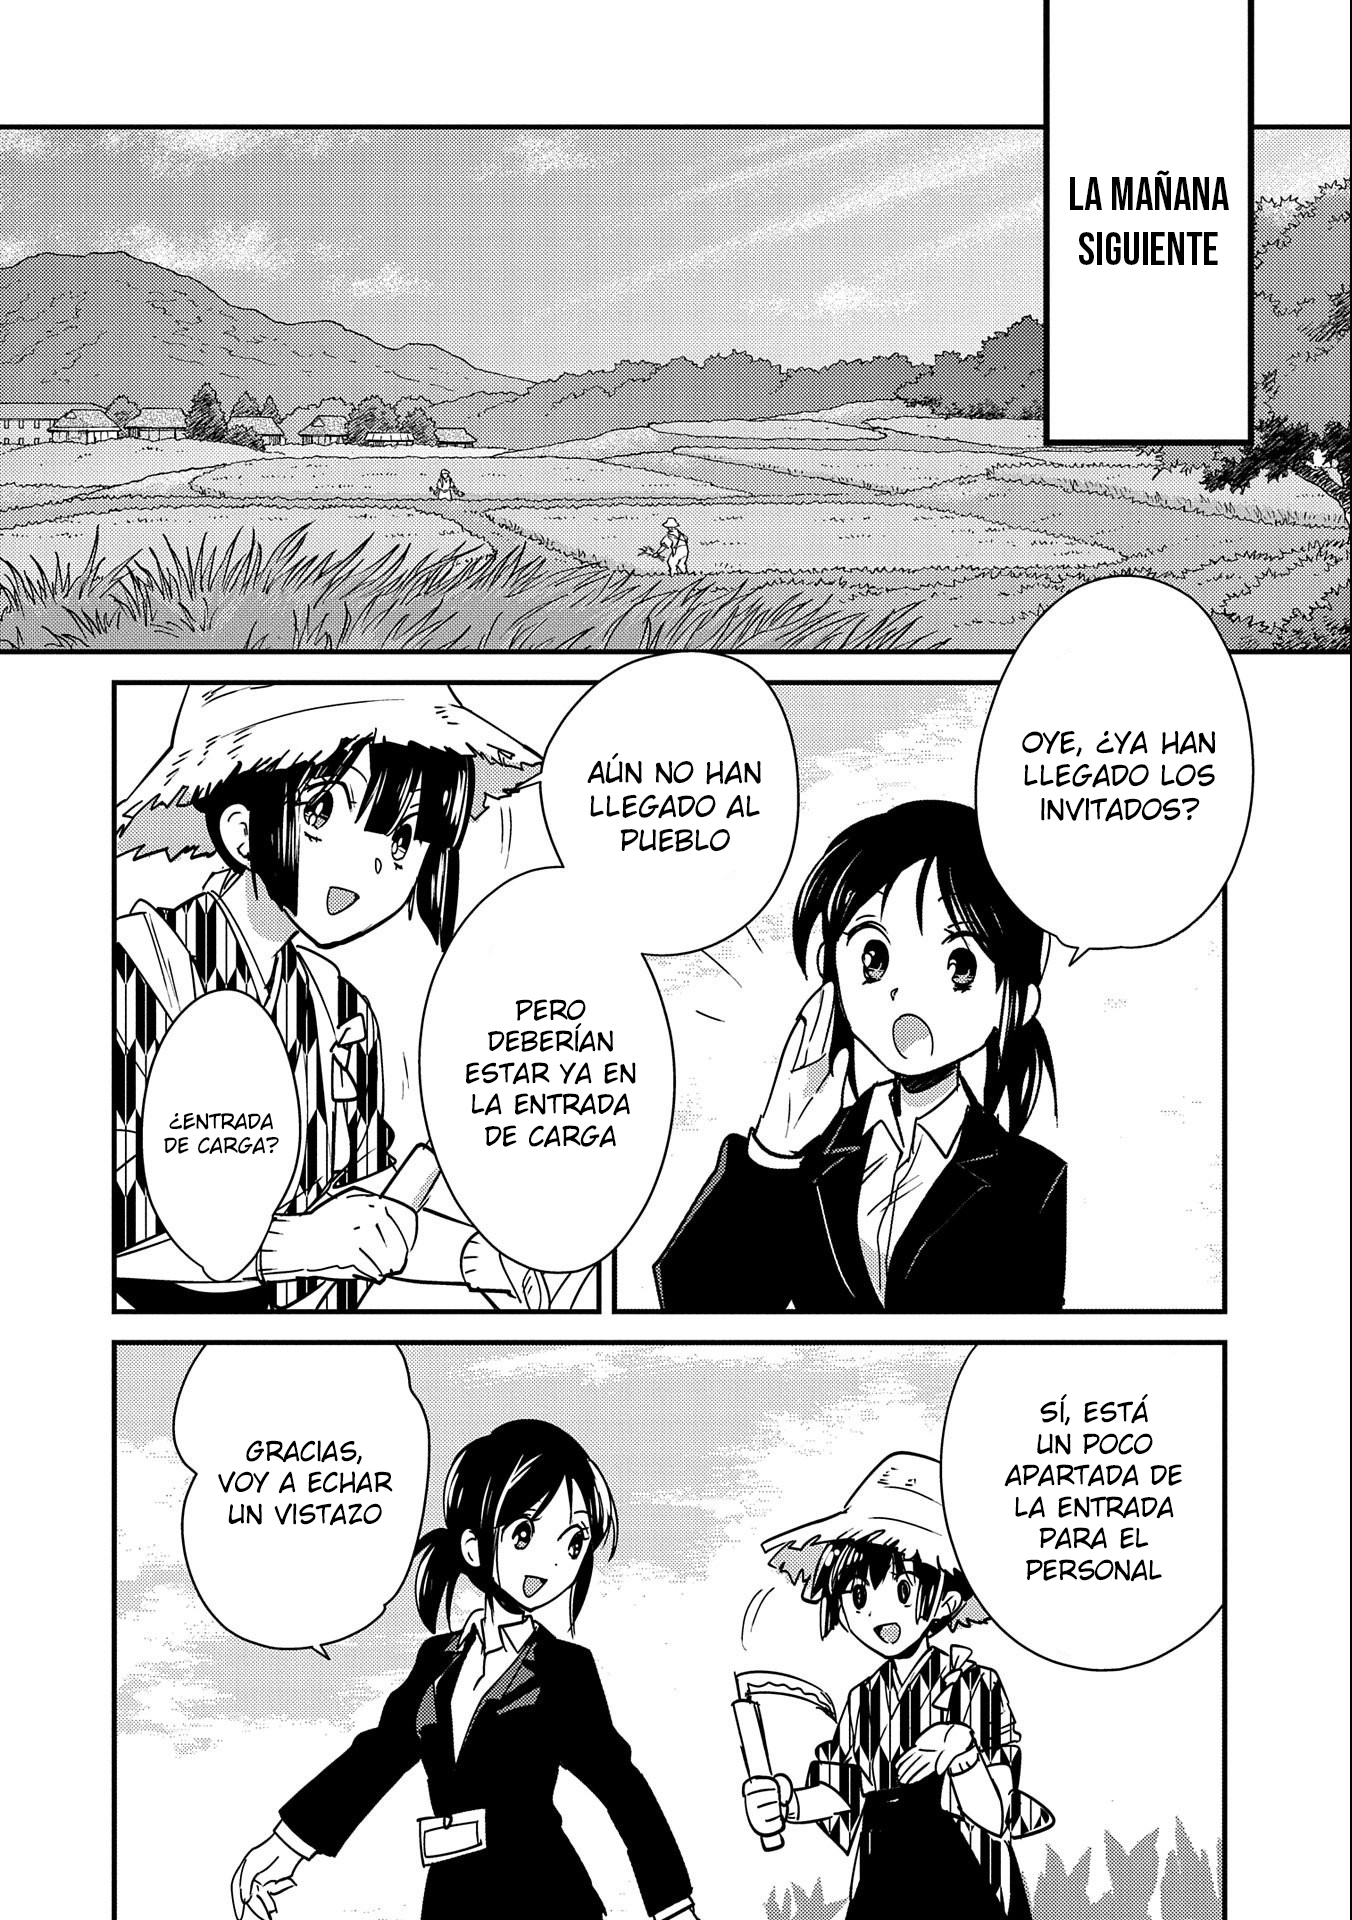 LA MAÑANA
SIGUIENTE
OYE, ¿YA HAN
LLEGADO LOS
INVITADOS?
AÚN NO HAN
LLEGADO AL
PUEBLO
PERO
DEBERÍAN
ESTAR YA EN
LA ENTRADA
DE CARGA
¿ENTRADA
DE CARGA?
SÍ, ESTÁ
UN POCO
APARTADA DE
LA ENTRADA
PARA EL
PERSONAL
GRACIAS,
VOY A ECHAR
UN VISTAZO